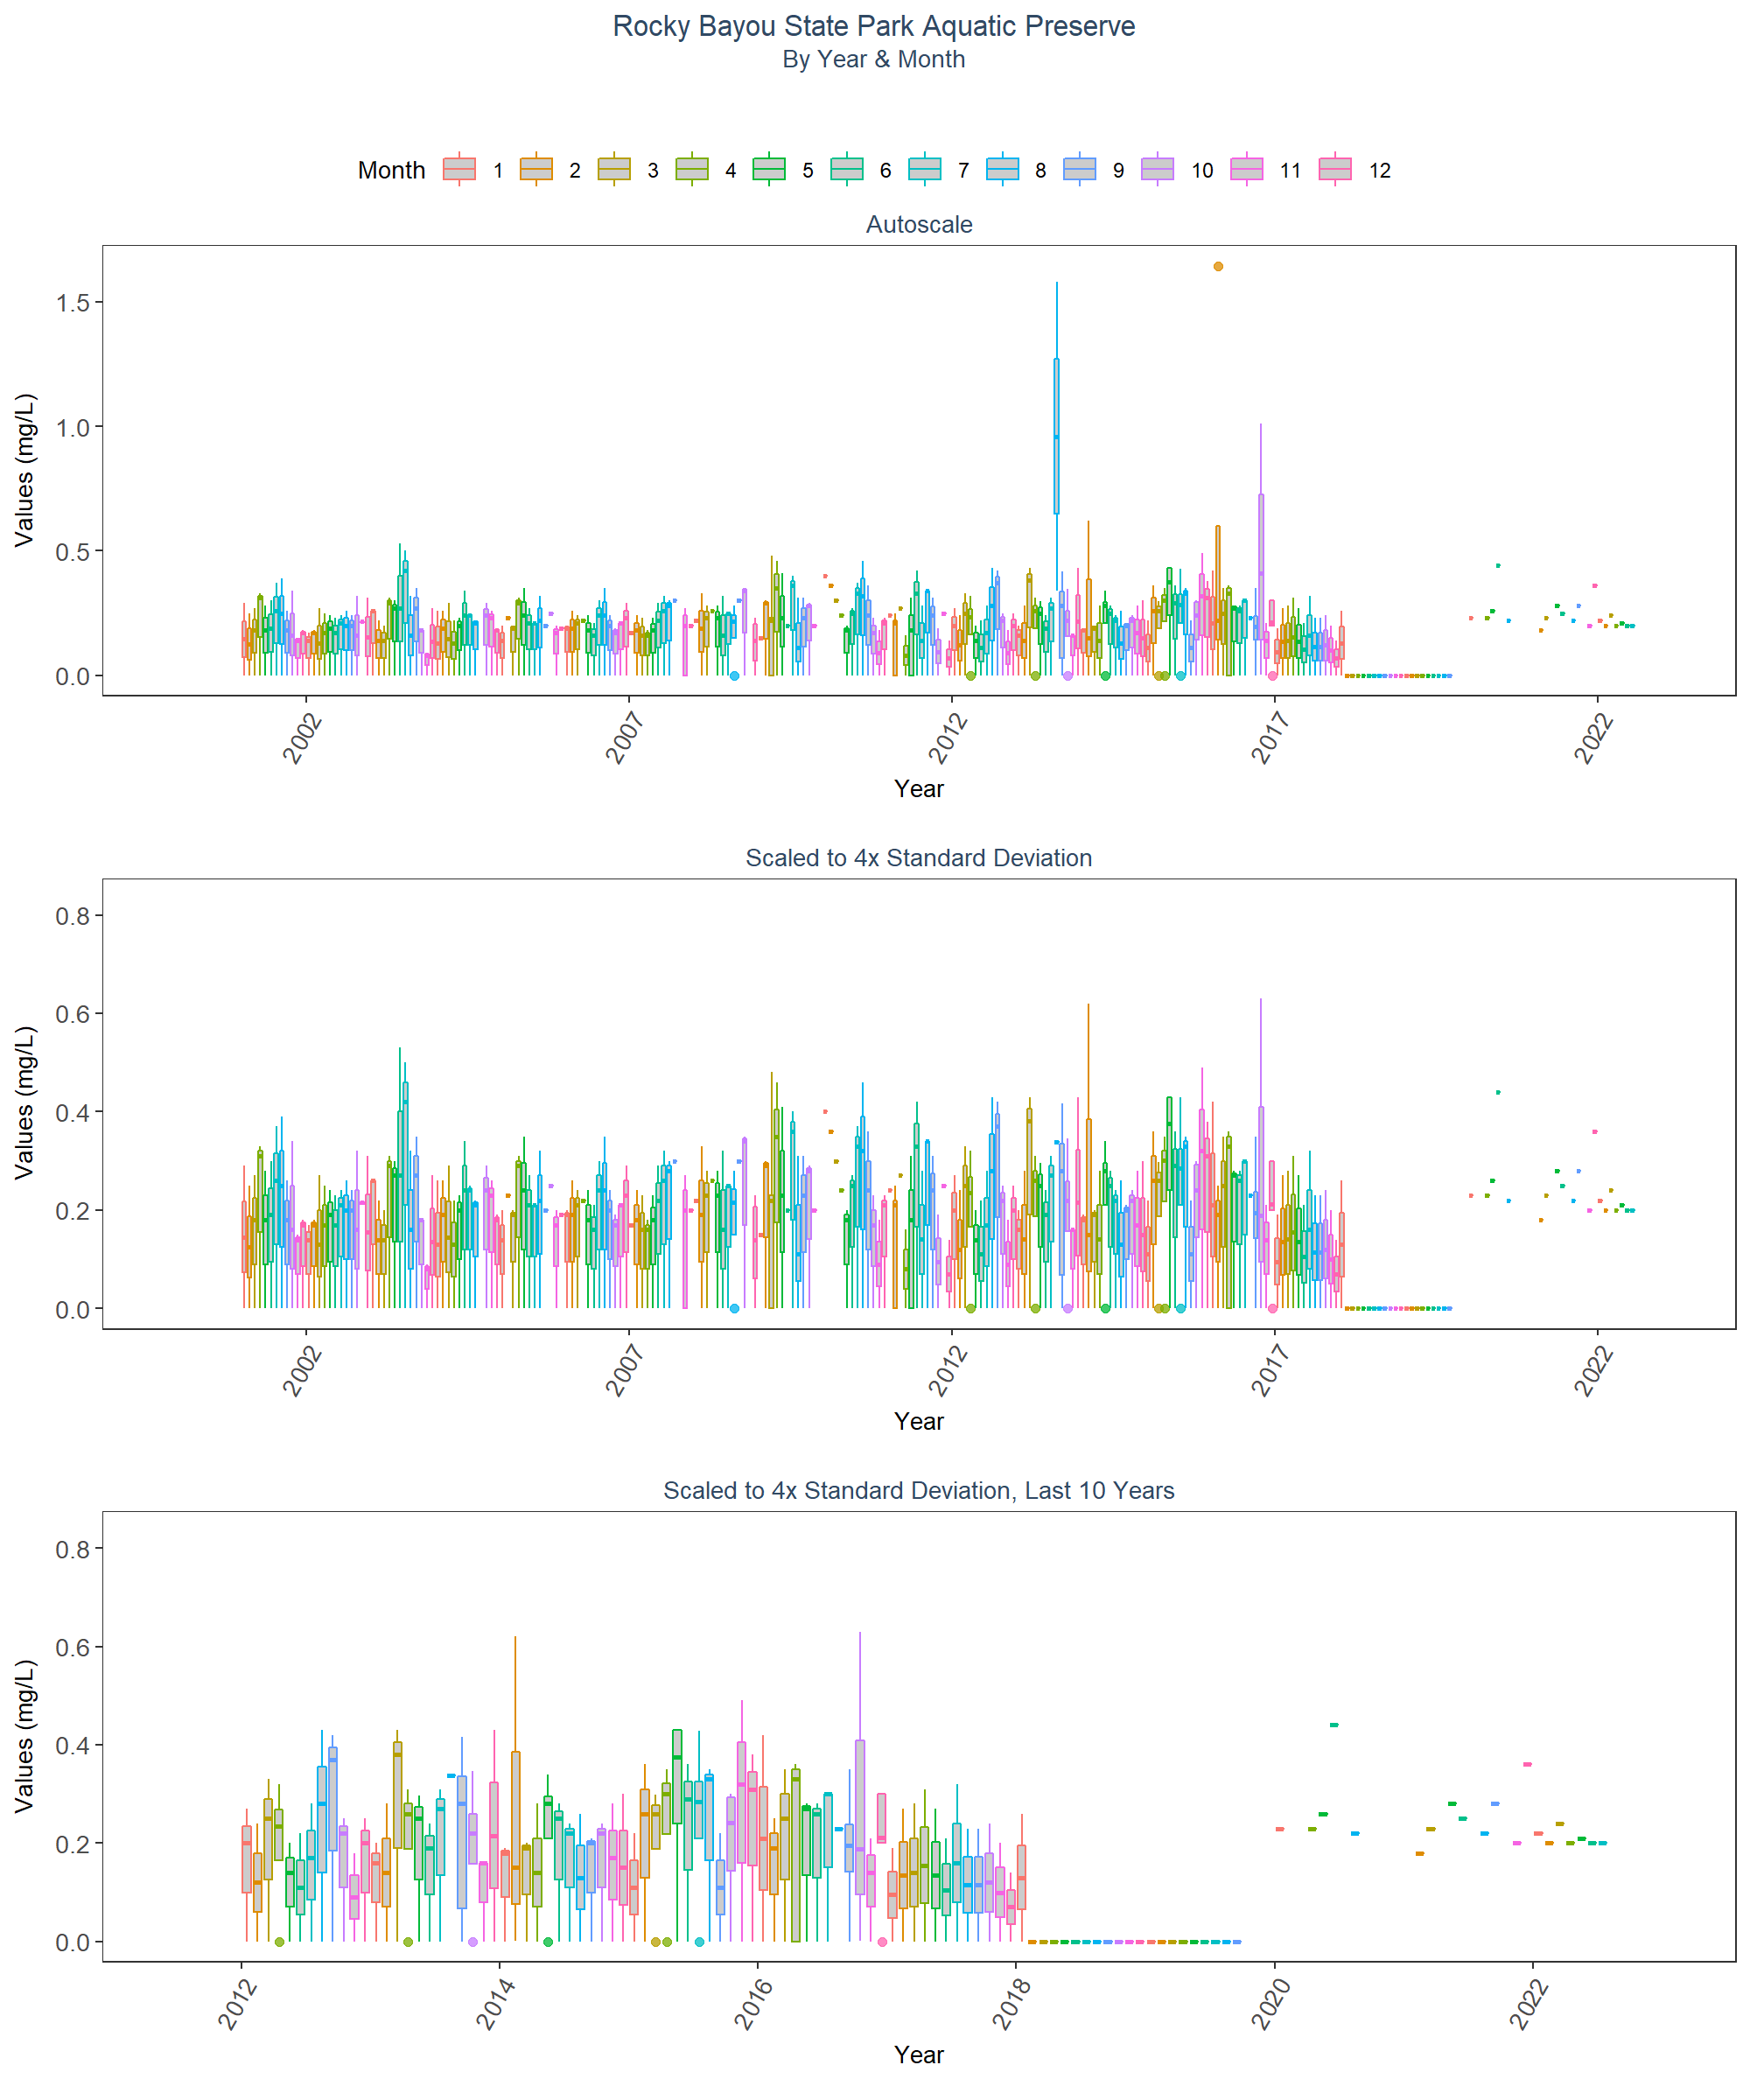 Rocky Bayou State Park Aquatic Preserve
By Year & Month
Month 1 2 3 4 5 6 7 8 9 10 11 12
Autoscale
Values (mg/L)
1.5
1.0
0.5
0.0
2002 2007 2012 2017 2022
Year
Scaled to 4x Standard Deviation
Values (mg/L)
0.8
0.6
0.4
0.2
0.0
2002 2007 2012 2017 2022
Year
Scaled to 4x Standard Deviation, Last 10 Years
Values (mg/L)
0.8
0.6
0.4
0.2
0.0
2012 2014 2016 2018 2020 2022
Year